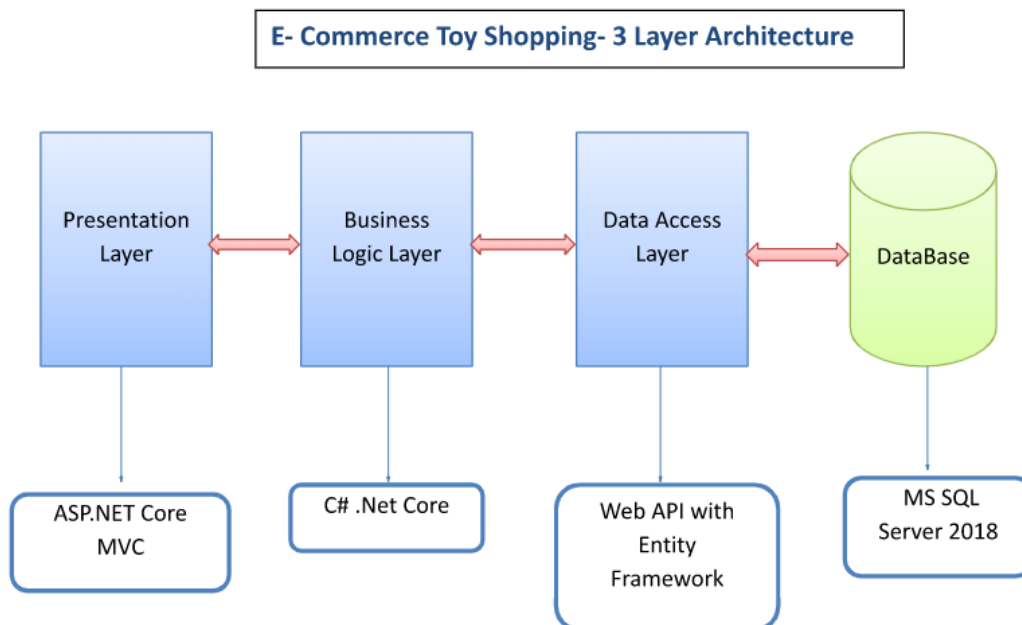 E- Commerce Toy Shopping- 3 Layer Architecture
Presentation
Layer
Business
Logic Layer
Data Access
Layer
DataBase
ASP.NET Core
MVC
C# .Net Core
Web API with
Entity
Framework
MS SQL
Server 2018